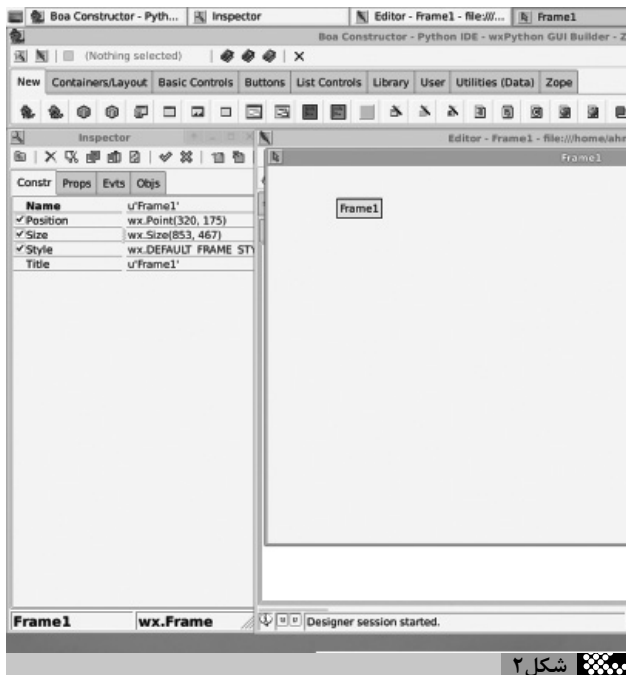 Boa Constructor - Pyth... Inspector Editor - Frame1 - file:///... Frame1
Boa Constructor - Python IDE - wxPython GUI Builder - Z
(Nothing selected)
New Containers/Layout Basic Controls Buttons List Controls Library User Utilities (Data) Zope
Inspector
Editor - Frame1 - file:///home/ahr
Frame1
Constr Props Evts Objs
Name u'Frame1'
Position wx.Point(320, 175)
Size wx.Size(853, 467)
Style wx.DEFAULT_FRAME_STY
Title u'Frame1'
Frame1
Frame1 wx.Frame
Designer session started.
شکل۲